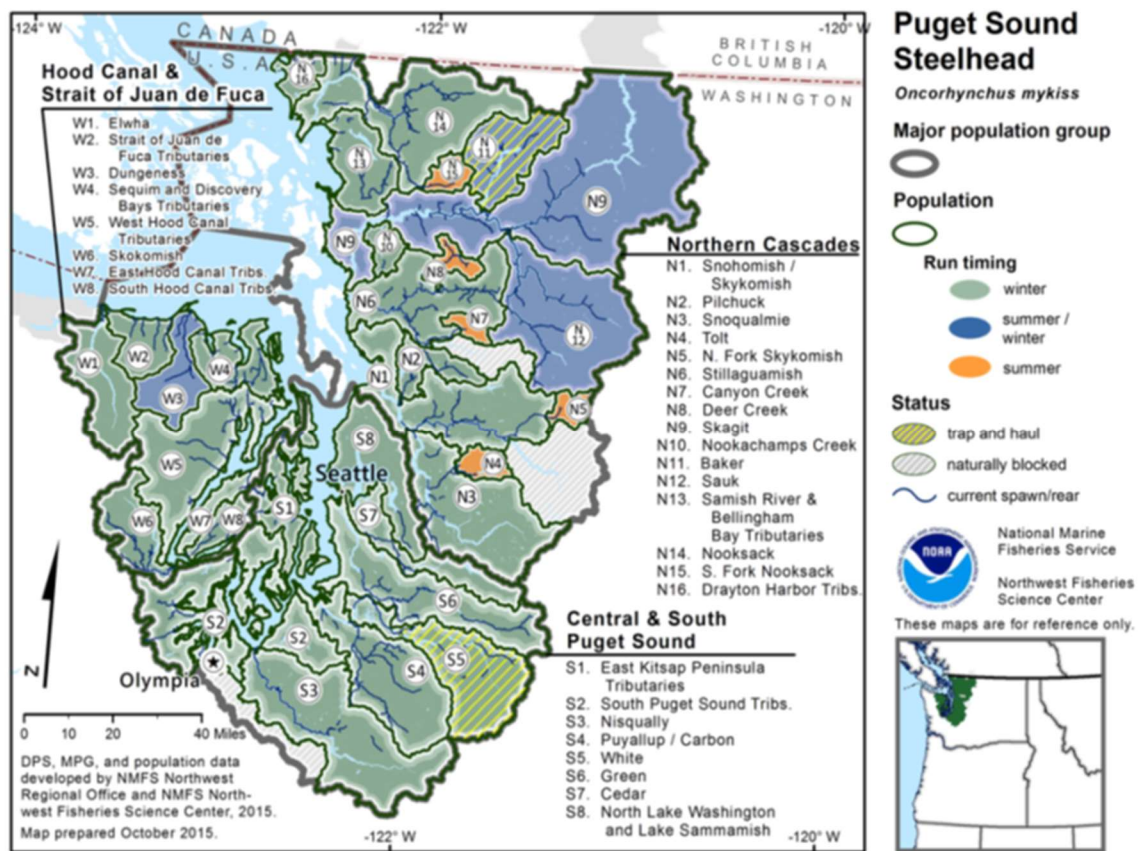 -124° W
-122° W
-120° W
CANADA
U.S.A.
BRITISH
COLUMBIA
WASHINGTON
Hood Canal &
Strait of Juan de Fuca
W1. Elwha
W2. Strait of Juan de
Fuca Tributaries
W3. Dungeness
W4. Sequim and Discovery
Bays Tributaries
W5. West Hood Canal
Tributaries
W6. Skokomish
W7. East Hood Canal Tribs.
W8. South Hood Canal Tribs.
N
16
N
14
N
11
N
13
N
15
N9
N9
N
10
N8
N6
N7
N
12
N2
N1
N5
N4
N3
W1
W2
W3
W4
W5
W6
W7
W8
S8
Seattle
S1
S7
S6
S2
S2
S5
S4
S3
Olympia
Northern Cascades
N1. Snohomish /
Skykomish
N2. Pilchuck
N3. Snoqualmie
N4. Tolt
N5. N. Fork Skykomish
N6. Stillaguamish
N7. Canyon Creek
N8. Deer Creek
N9. Skagit
N10. Nookachamps Creek
N11. Baker
N12. Sauk
N13. Samish River &
Bellingham
Bay Tributaries
N14. Nooksack
N15. S. Fork Nooksack
N16. Drayton Harbor Tribs.
Central & South
Puget Sound
S1. East Kitsap Peninsula
Tributaries
S2. South Puget Sound Tribs.
S3. Nisqually
S4. Puyallup / Carbon
S5. White
S6. Green
S7. Cedar
S8. North Lake Washington
and Lake Sammamish
N
0 10 20 40 Miles
DPS, MPG, and population data
developed by NMFS Northwest
Regional Office and NMFS North-
west Fisheries Science Center, 2015.
Map prepared October 2015.
-122° W
-120° W
Puget Sound
Steelhead
Oncorhynchus mykiss
Major population group
Population
Run timing
winter
summer /
winter
summer
Status
trap and haul
naturally blocked
current spawn/rear
NOAA
National Marine
Fisheries Service
Northwest Fisheries
Science Center
These maps are for reference only.